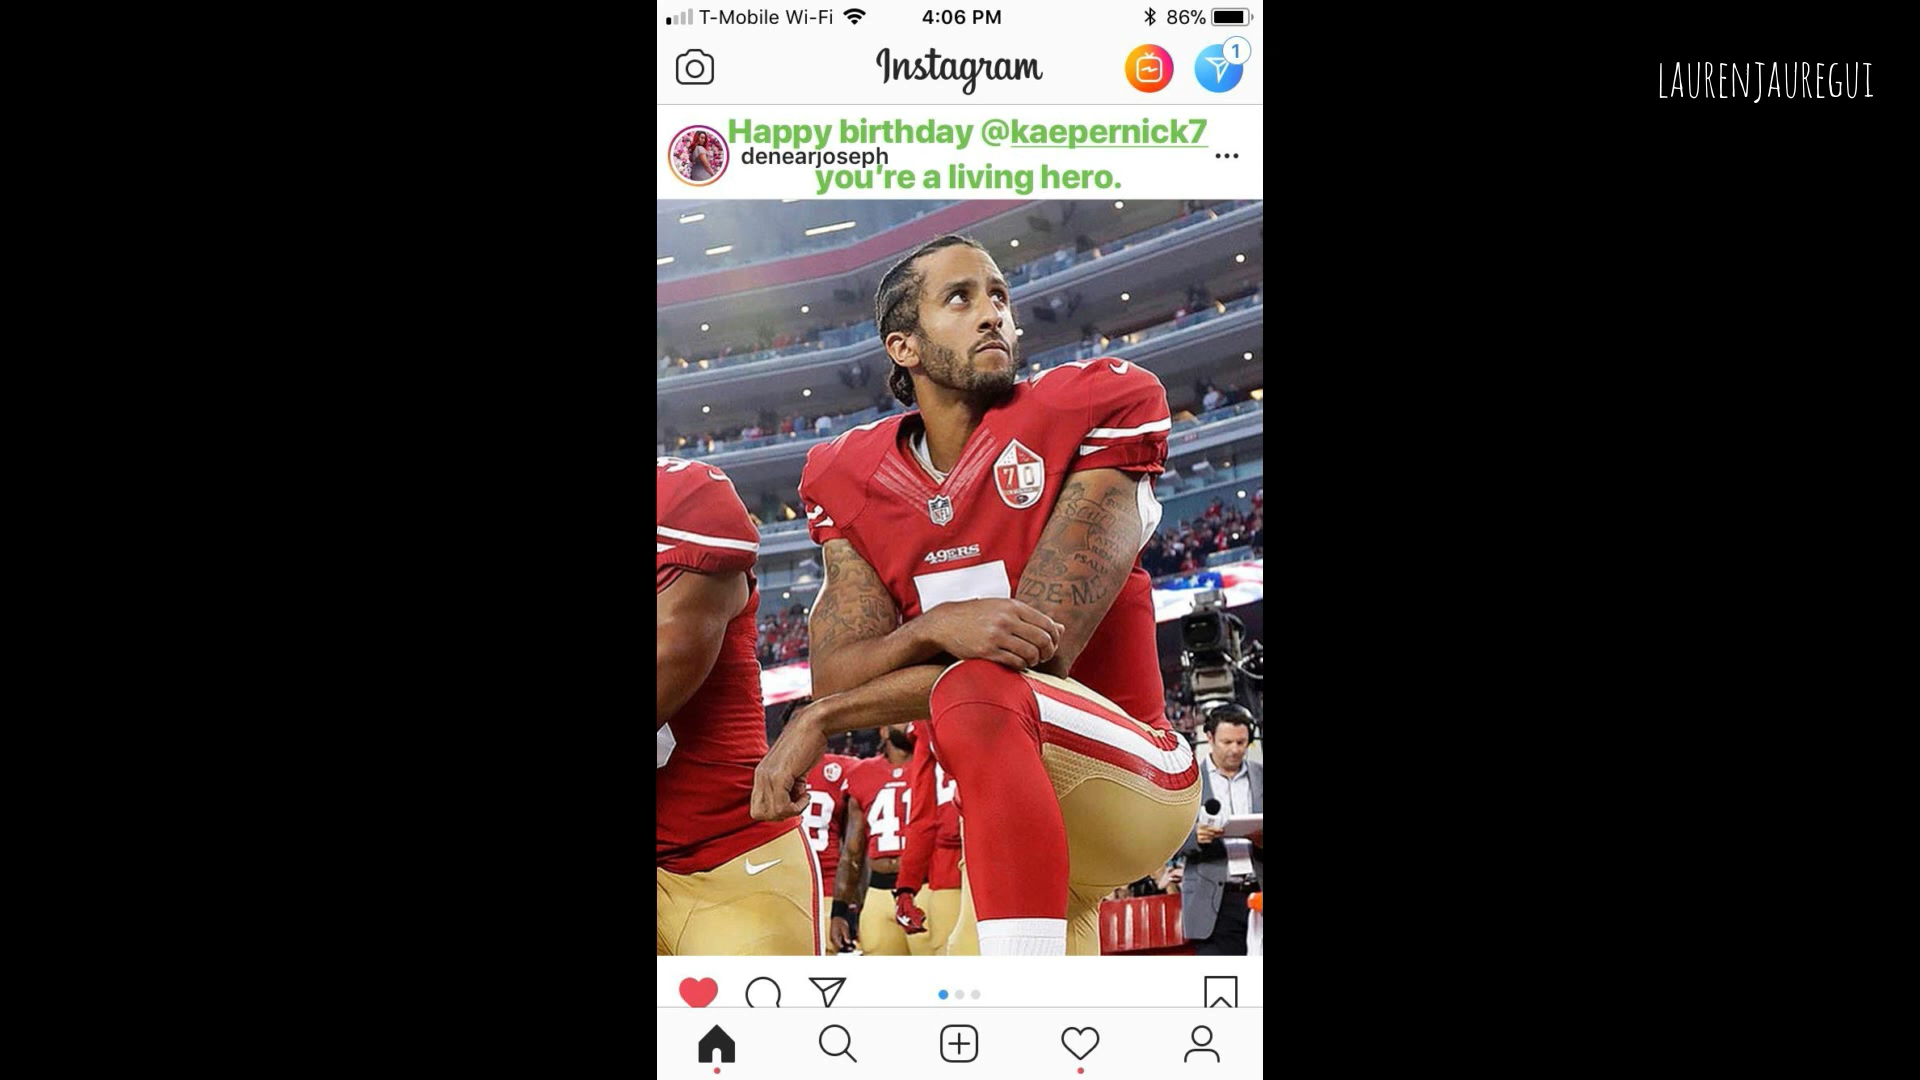 T-Mobile Wi-Fi 4:06 PM 86%
Instagram
1
LAURENJAUREGUI
Happy birthday @kaepernick7
denearjoseph
you're a living hero.
70
49ERS
PSALM
41